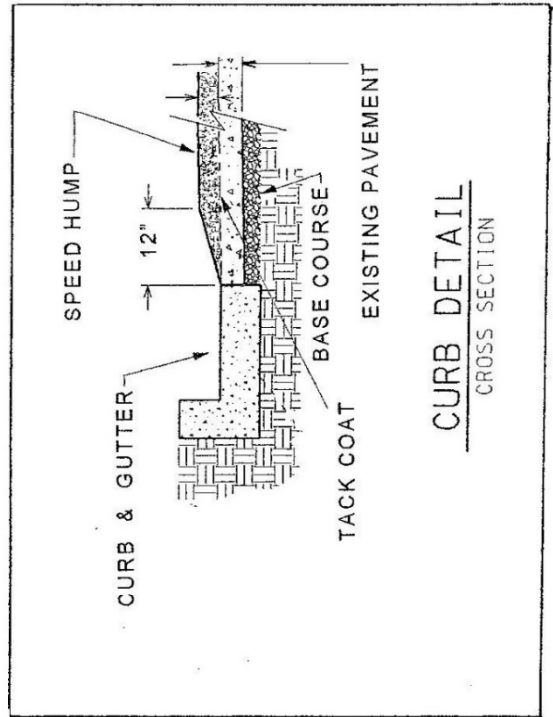 SPEED HUMP
12"
CURB & GUTTER
BASE COURSE
EXISTING PAVEMENT
TACK COAT
CURB DETAIL
CROSS SECTION